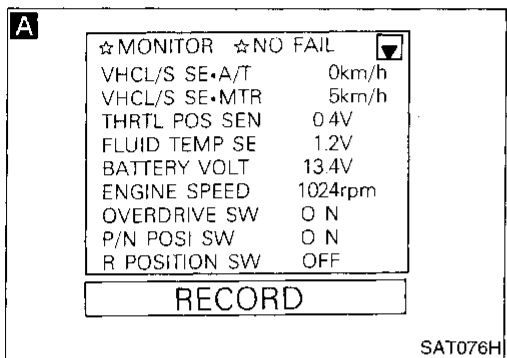 A
☆MONITOR ☆NO FAIL ▼
VHCL/S SE•A/T 0km/h
VHCL/S SE•MTR 5km/h
THRTL POS SEN 0.4V
FLUID TEMP SE 1.2V
BATTERY VOLT 13.4V
ENGINE SPEED 1024rpm
OVERDRIVE SW ON
P/N POSI SW ON
R POSITION SW OFF
RECORD
SAT076H